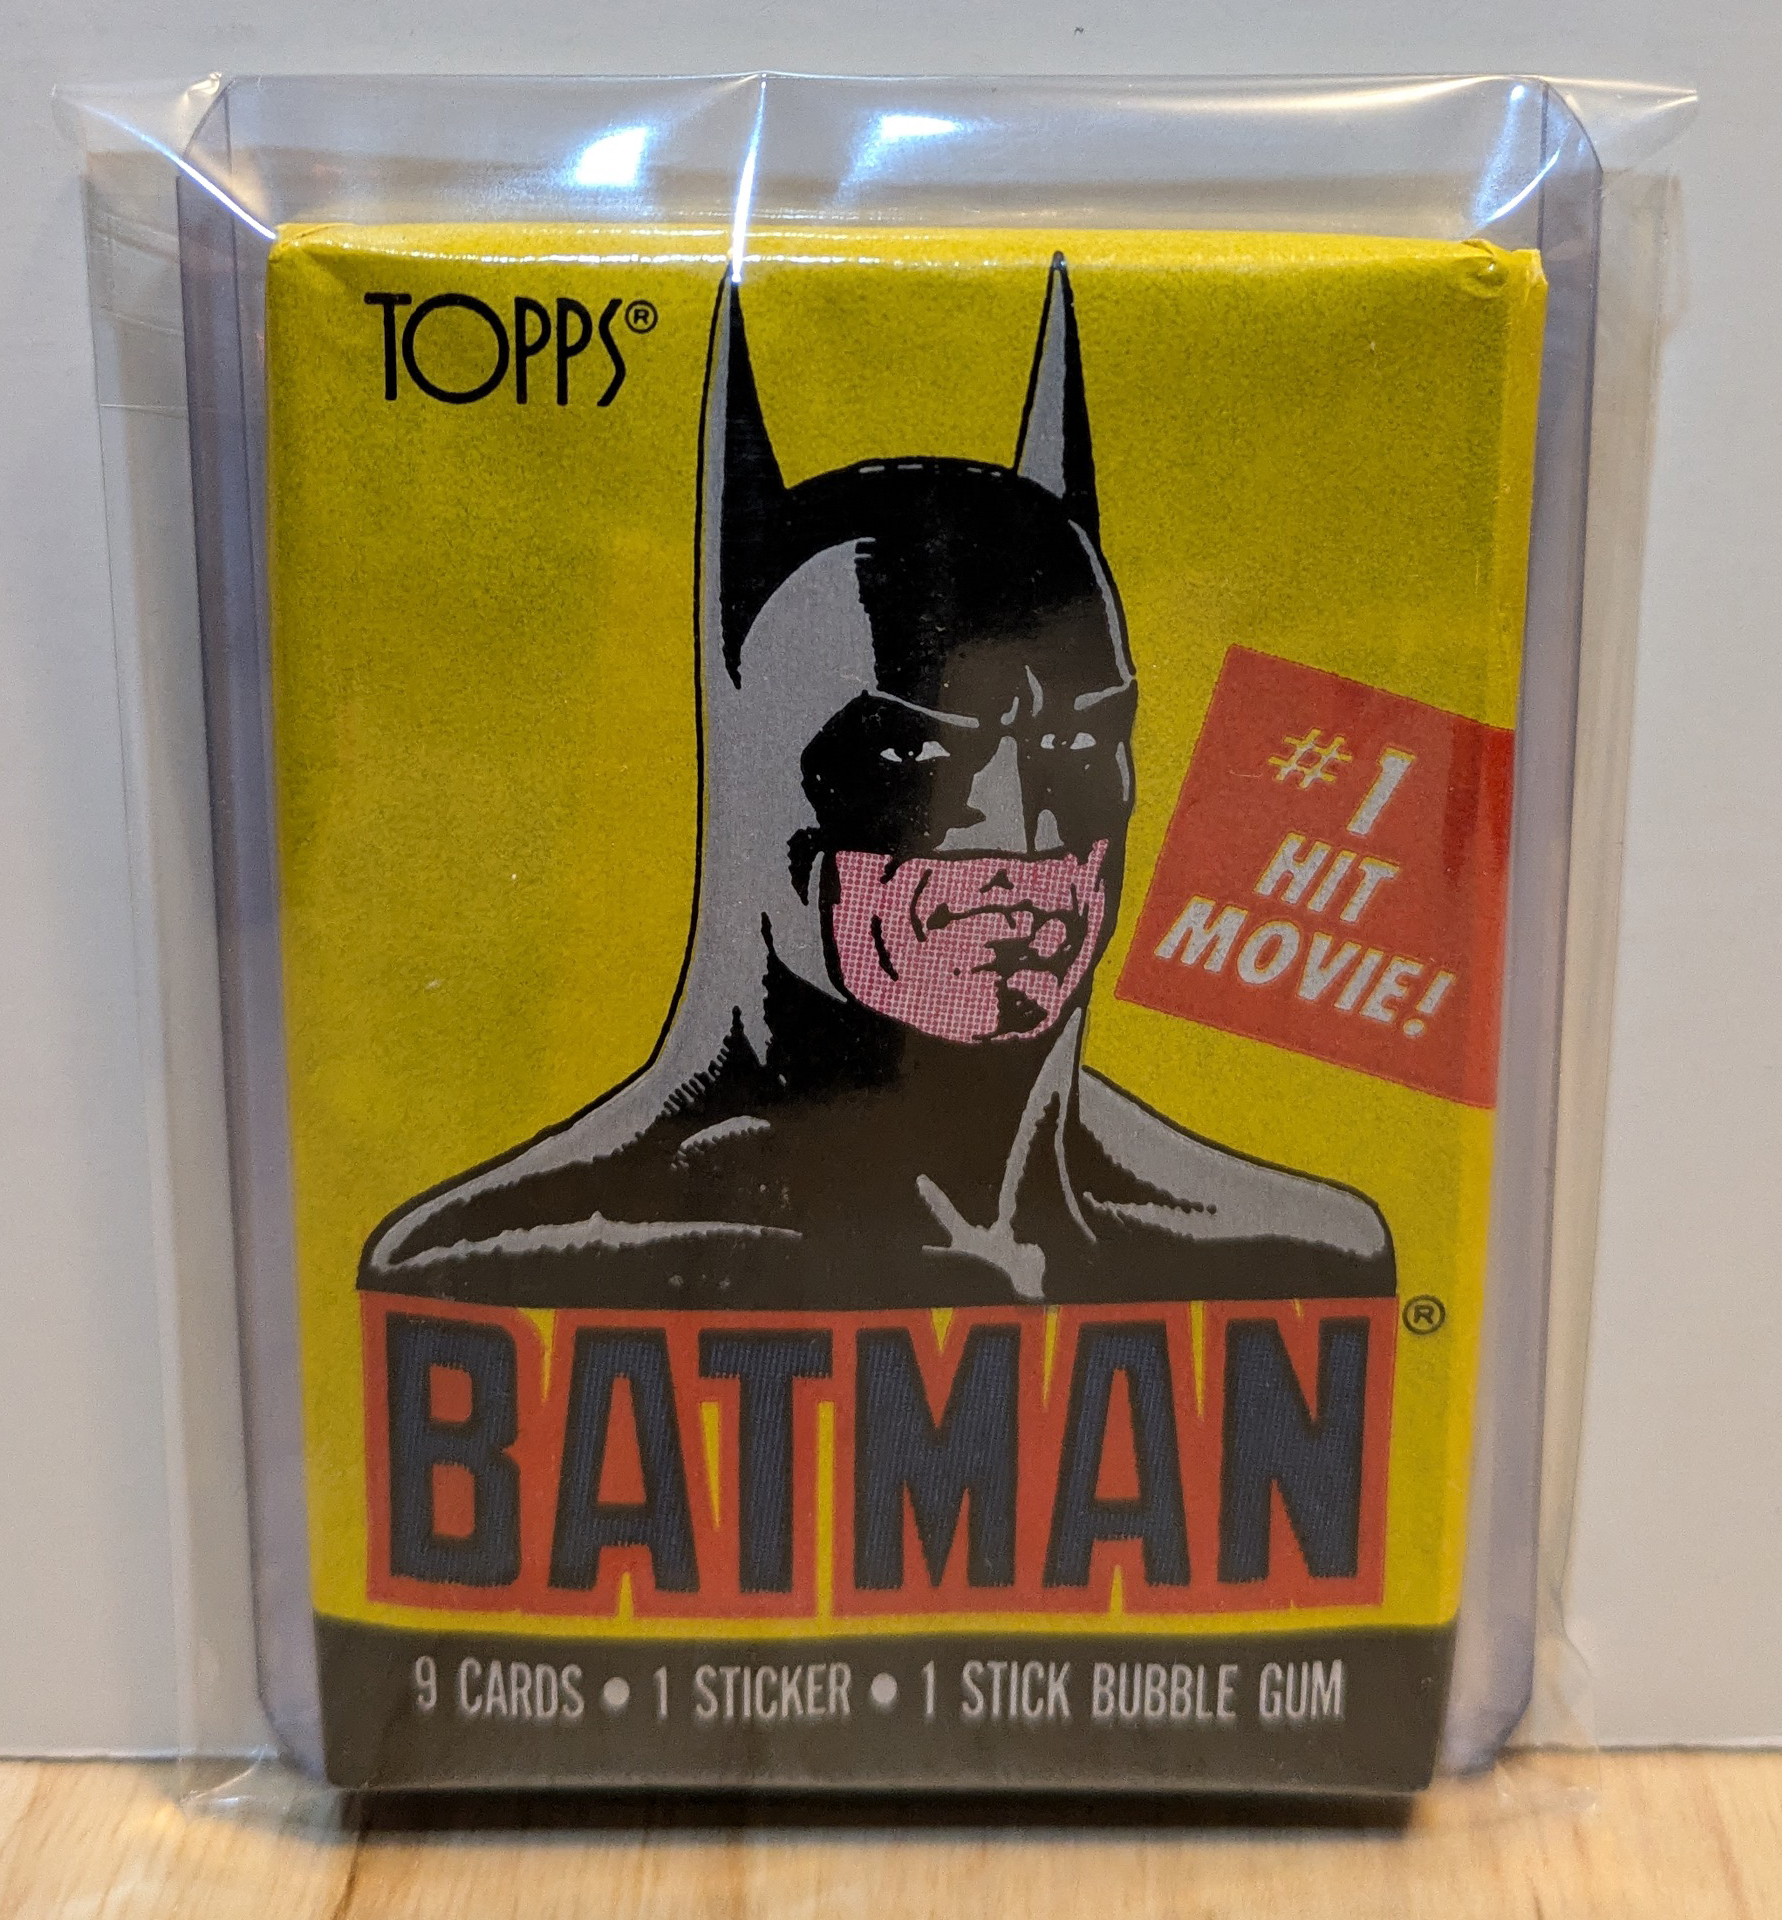 TOPPS®
#1
HIT
MOVIE!
BATMAN®
9 CARDS • 1 STICKER • 1 STICK BUBBLE GUM